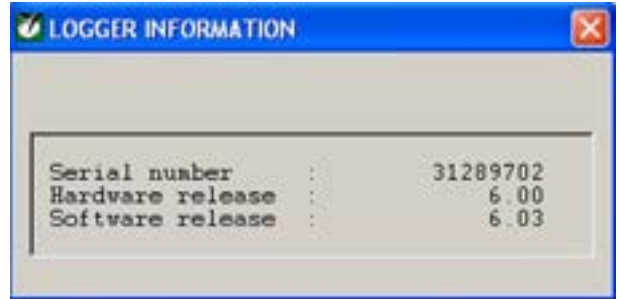 LOGGER INFORMATION
Serial number : 31289702
Hardware release : 6.00
Software release : 6.03